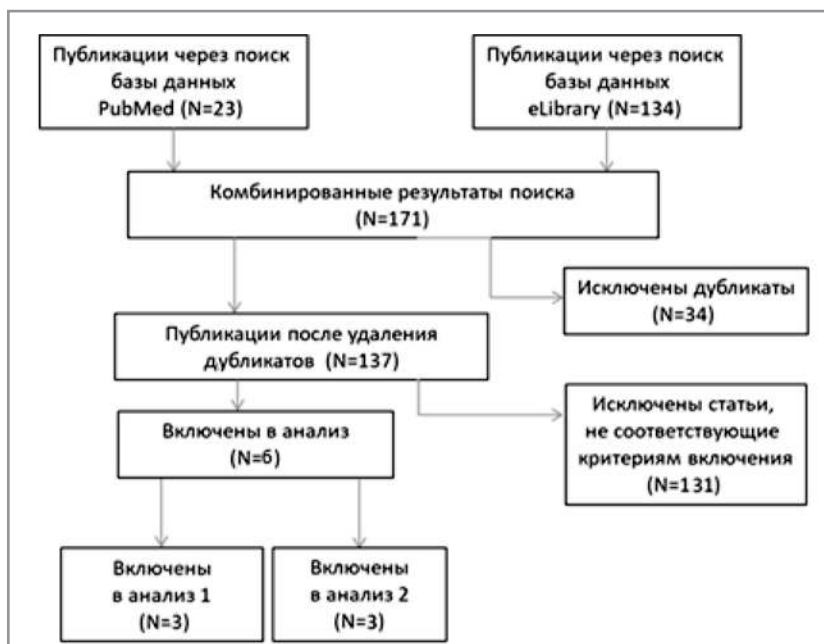 Публикации через поиск
базы данных
PubMed (N=23)
Публикации через поиск
базы данных
eLibrary (N=134)
Комбинированные результаты поиска
(N=171)
Исключены дубликаты
(N=34)
Публикации после удаления
дубликатов (N=137)
Исключены статьи,
не соответствующие
критериям включения
(N=131)
Включены в анализ
(N=6)
Включены
в анализ 1
(N=3)
Включены
в анализ 2
(N=3)